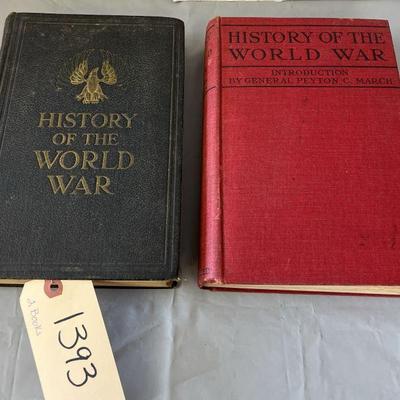 HISTORY
OF THE
WORLD
WAR
HISTORY OF THE
WORLD WAR
INTRODUCTION
BY GENERAL PEYTON C. MARCH
2 Books
1393